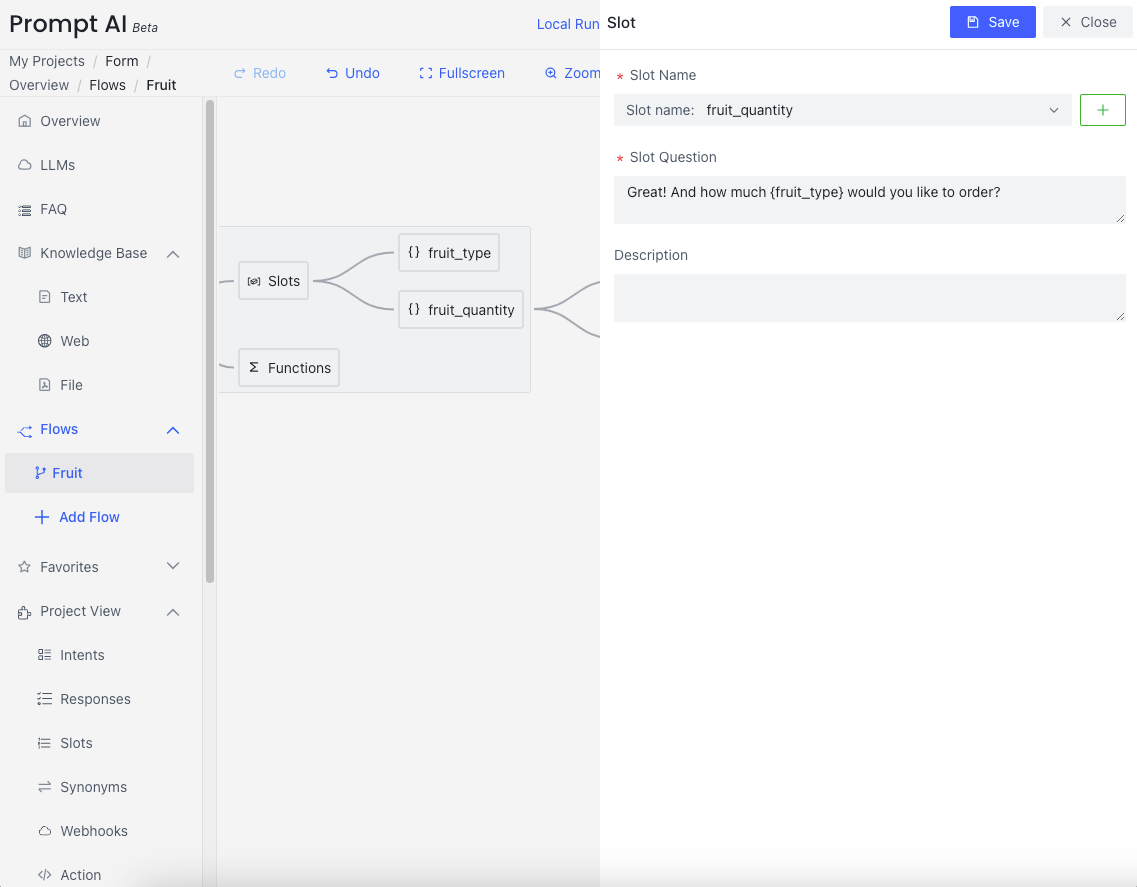 Prompt AI Beta
Local Run
My Projects / Form /
Overview / Flows / Fruit
Redo
Undo
Fullscreen
Zoom
Overview
LLMs
FAQ
Knowledge Base
Text
Web
File
Flows
Fruit
Add Flow
Favorites
Project View
Intents
Responses
Slots
Synonyms
Webhooks
Action
Slots
{} fruit_type
{} fruit_quantity
Σ Functions
Slot
Save
Close
* Slot Name
Slot name: fruit_quantity
* Slot Question
Great! And how much {fruit_type} would you like to order?
Description